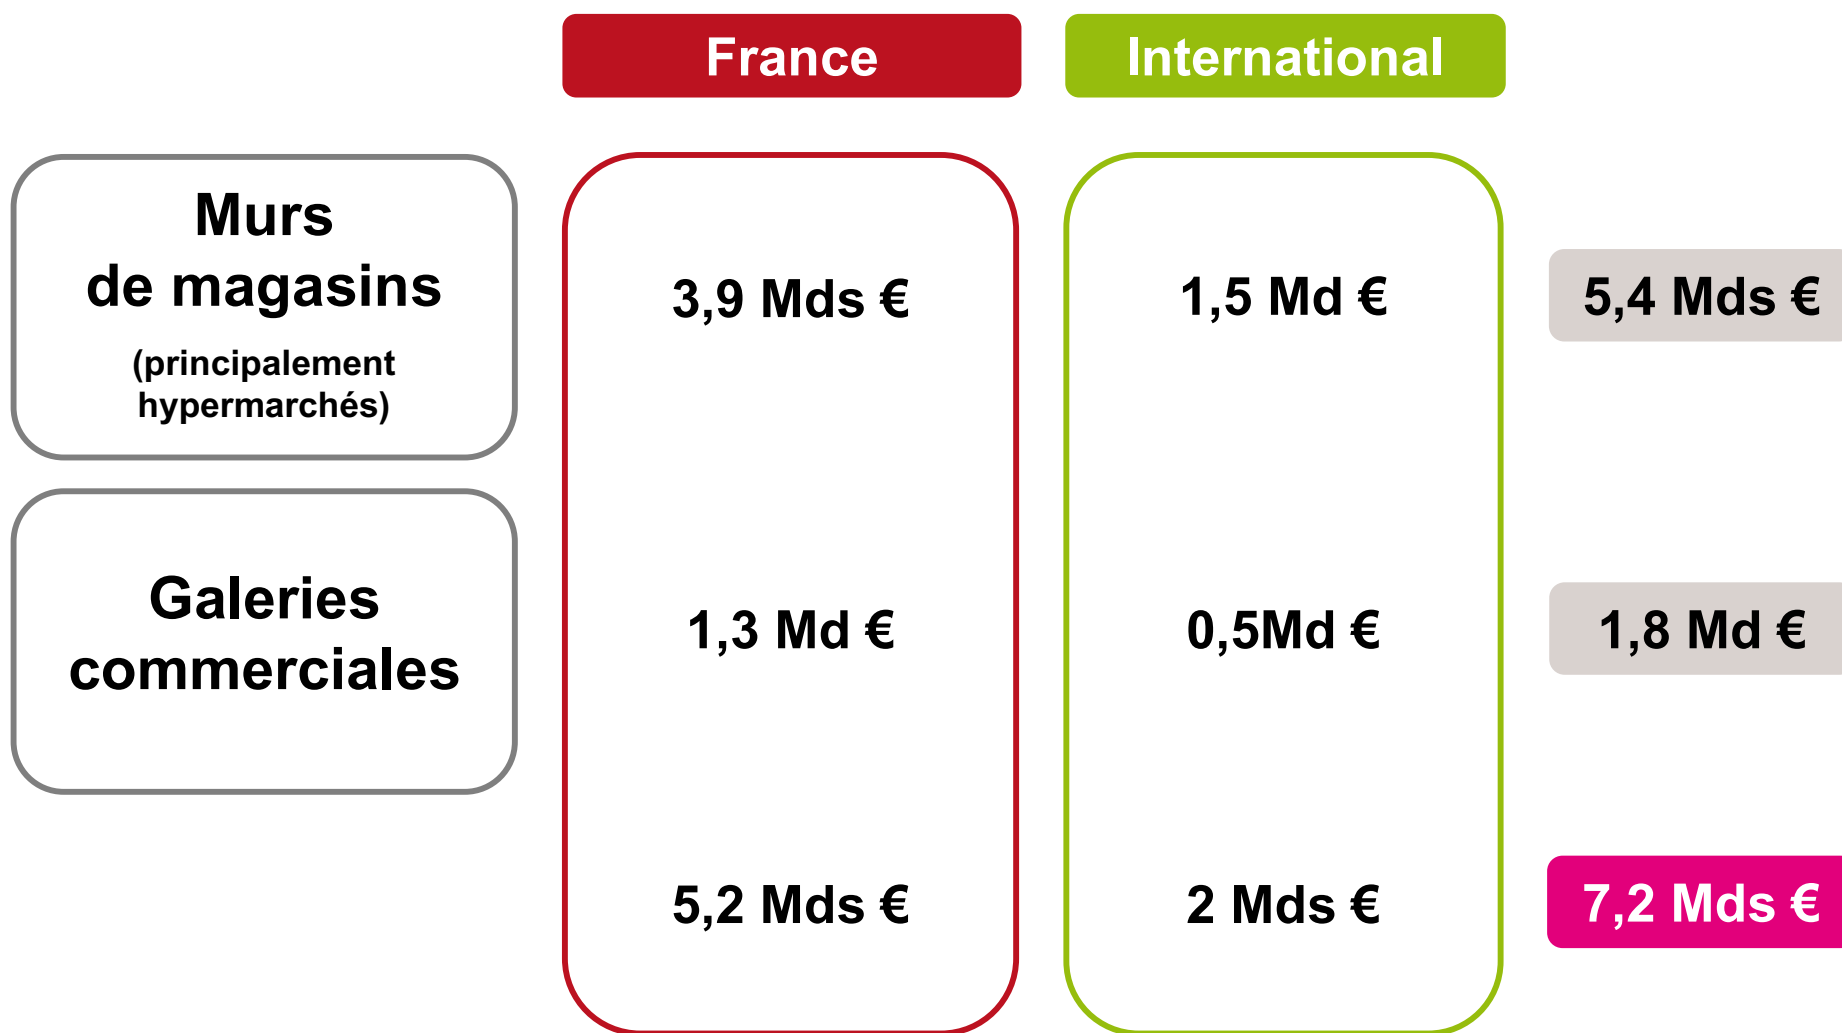 France
International
Murs
de magasins
(principalement
hypermarchés)
3,9 Mds €
1,5 Md €
5,4 Mds €
Galeries
commerciales
1,3 Md €
0,5Md €
1,8 Md €
5,2 Mds €
2 Mds €
7,2 Mds €